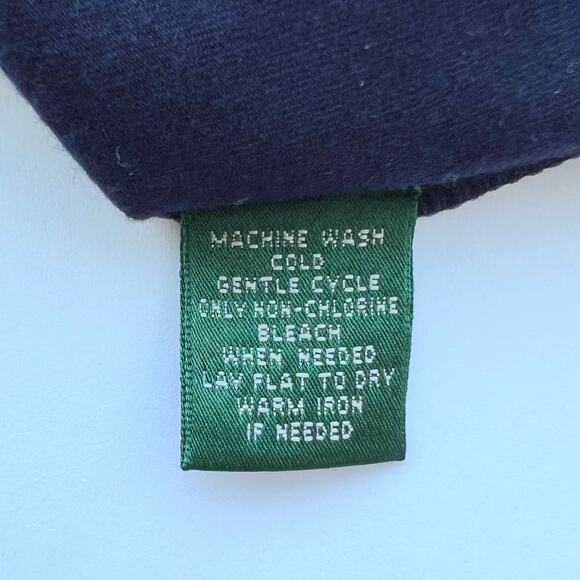 MACHINE WASH
COLD
GENTLE CYCLE
ONLY NON-CHLORINE
BLEACH
WHEN NEEDED
LAY FLAT TO DRY
WARM IRON
IF NEEDED